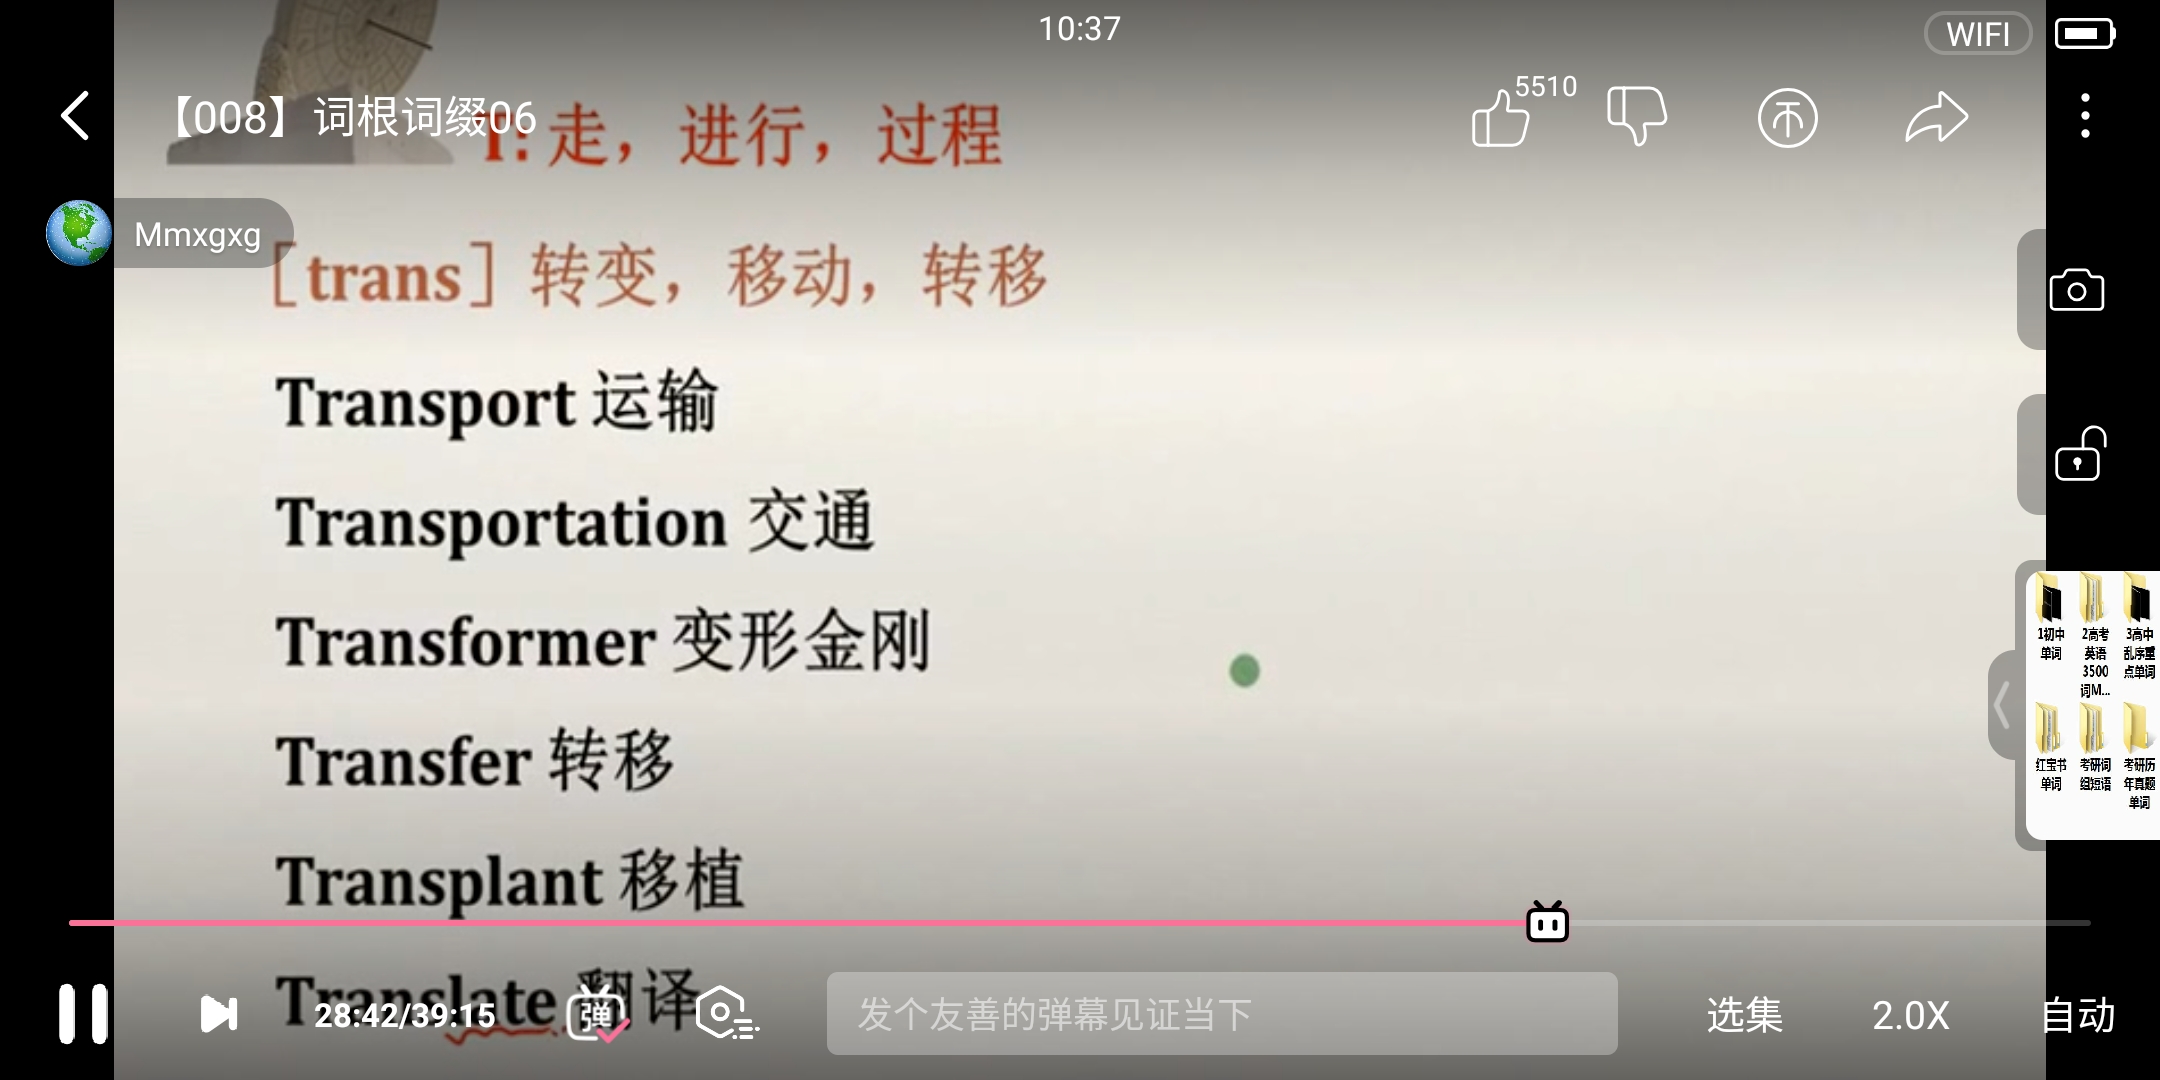 10:37
WIFI
【008】词根词缀06
5510
I: 走，进行，过程
Mmxgxg
[trans] 转变，移动，转移
Transport 运输
Transportation 交通
Transformer 变形金刚
Transfer 转移
Transplant 移植
Translate 翻译
1初中单词
2高考英语3500词M...
3高中乱序重点单词
红宝书单词
考研词组短语
考研历年真题单词
28:42/39:15
弹
发个友善的弹幕见证当下
选集
2.0X
自动